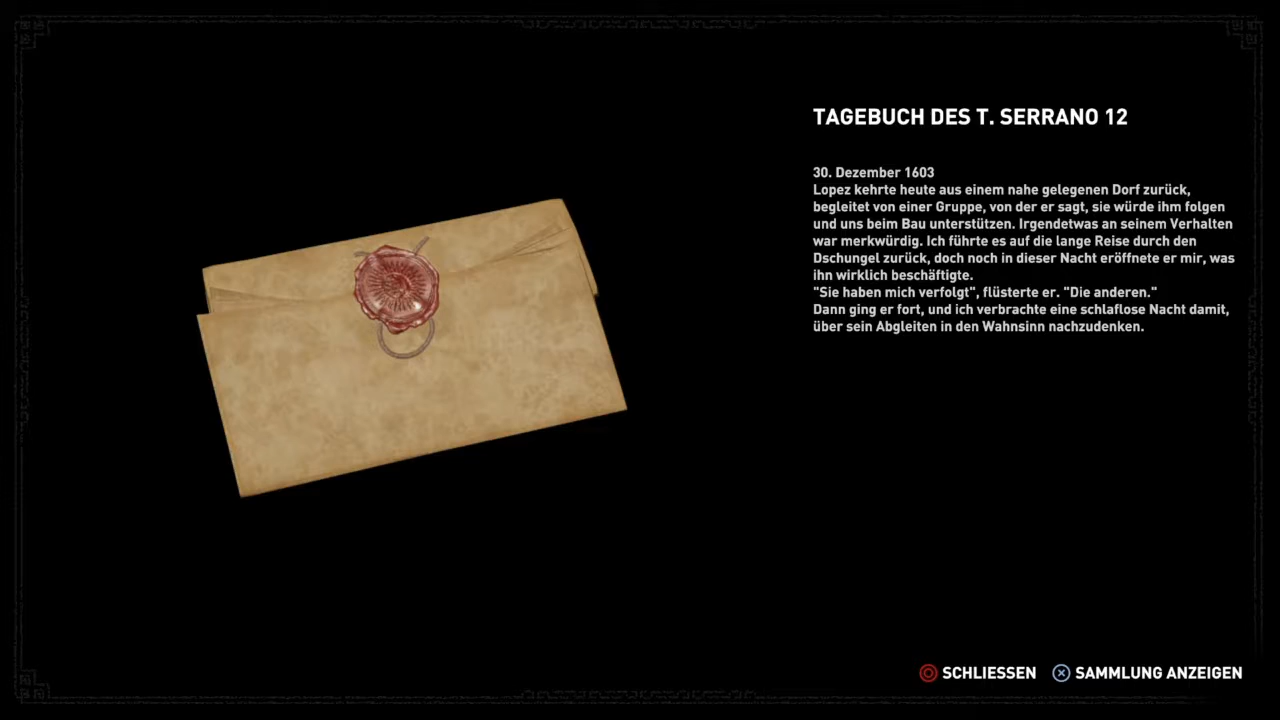 TAGEBUCH DES T. SERRANO 12
30. Dezember 1603
Lopez kehrte heute aus einem nahe gelegenen Dorf zurück,
begleitet von einer Gruppe, von der er sagt, sie würde ihm folgen
und uns beim Bau unterstützen. Irgendetwas an seinem Verhalten
war merkwürdig. Ich führte es auf die lange Reise durch den
Dschungel zurück, doch noch in dieser Nacht eröffnete er mir, was
ihn wirklich beschäftigte.
"Sie haben mich verfolgt", flüsterte er. "Die anderen."
Dann ging er fort, und ich verbrachte eine schlaflose Nacht damit,
über sein Abgleiten in den Wahnsinn nachzudenken.
SCHLIESSEN SAMMLUNG ANZEIGEN